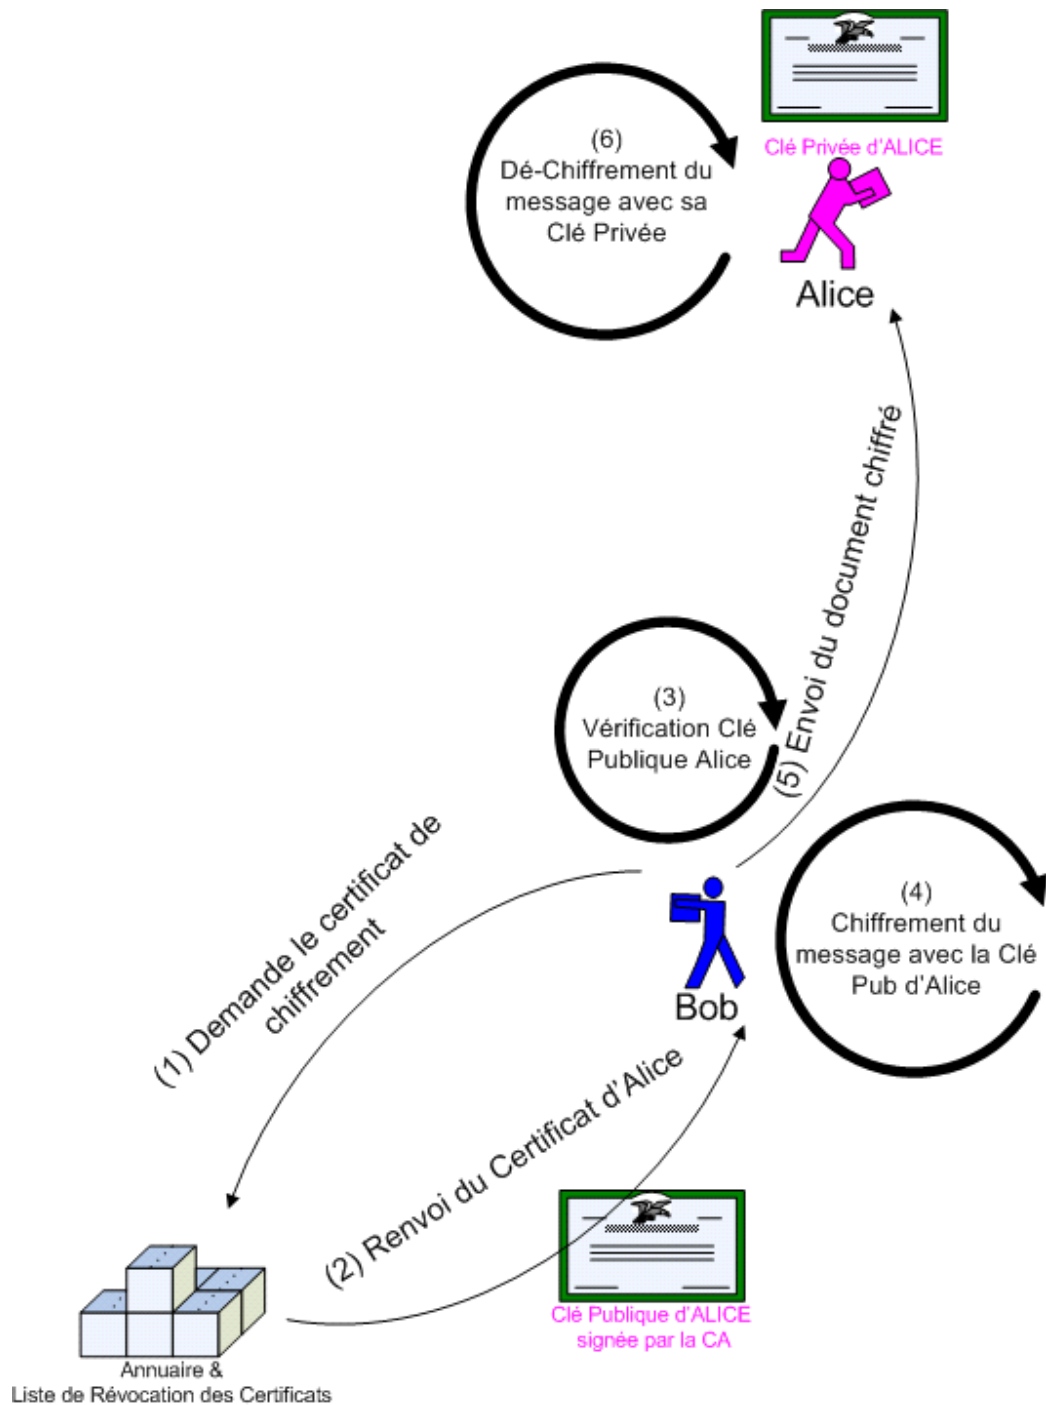 (6)
Dé-Chiffrement du
message avec sa
Clé Privée
Clé Privée d'ALICE
Alice
(5) Envoi du document chiffré
(3)
Vérification Clé
Publique Alice
(1) Demande le certificat de
chiffrement
(4)
Chiffrement du
message avec la Clé
Pub d'Alice
Bob
(2) Renvoi du Certificat d'Alice
Clé Publique d'ALICE
signée par la CA
Annuaire &
Liste de Révocation des Certificats